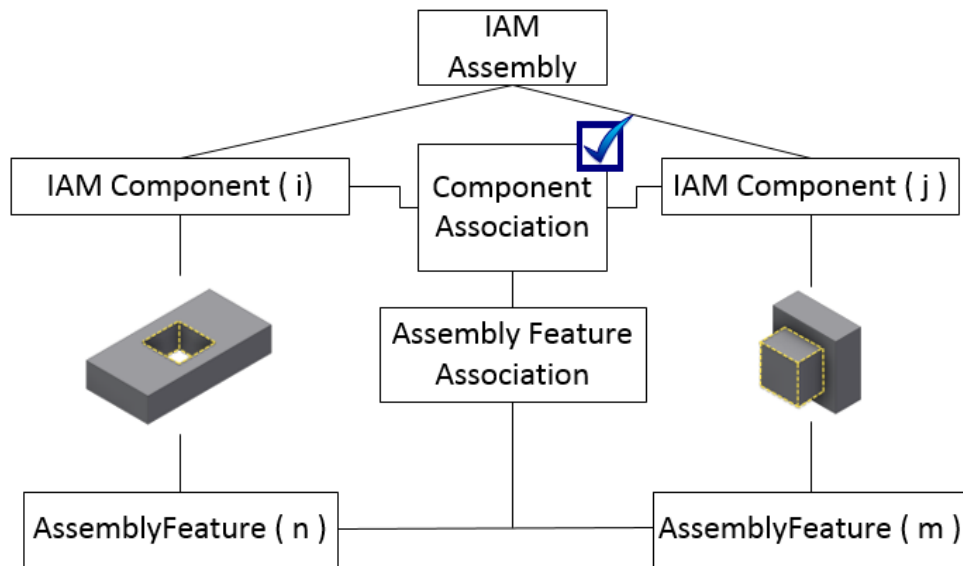 IAM
Assembly
IAM Component ( i)
Component
Association
IAM Component ( j )
Assembly Feature
Association
AssemblyFeature ( n )
AssemblyFeature ( m )